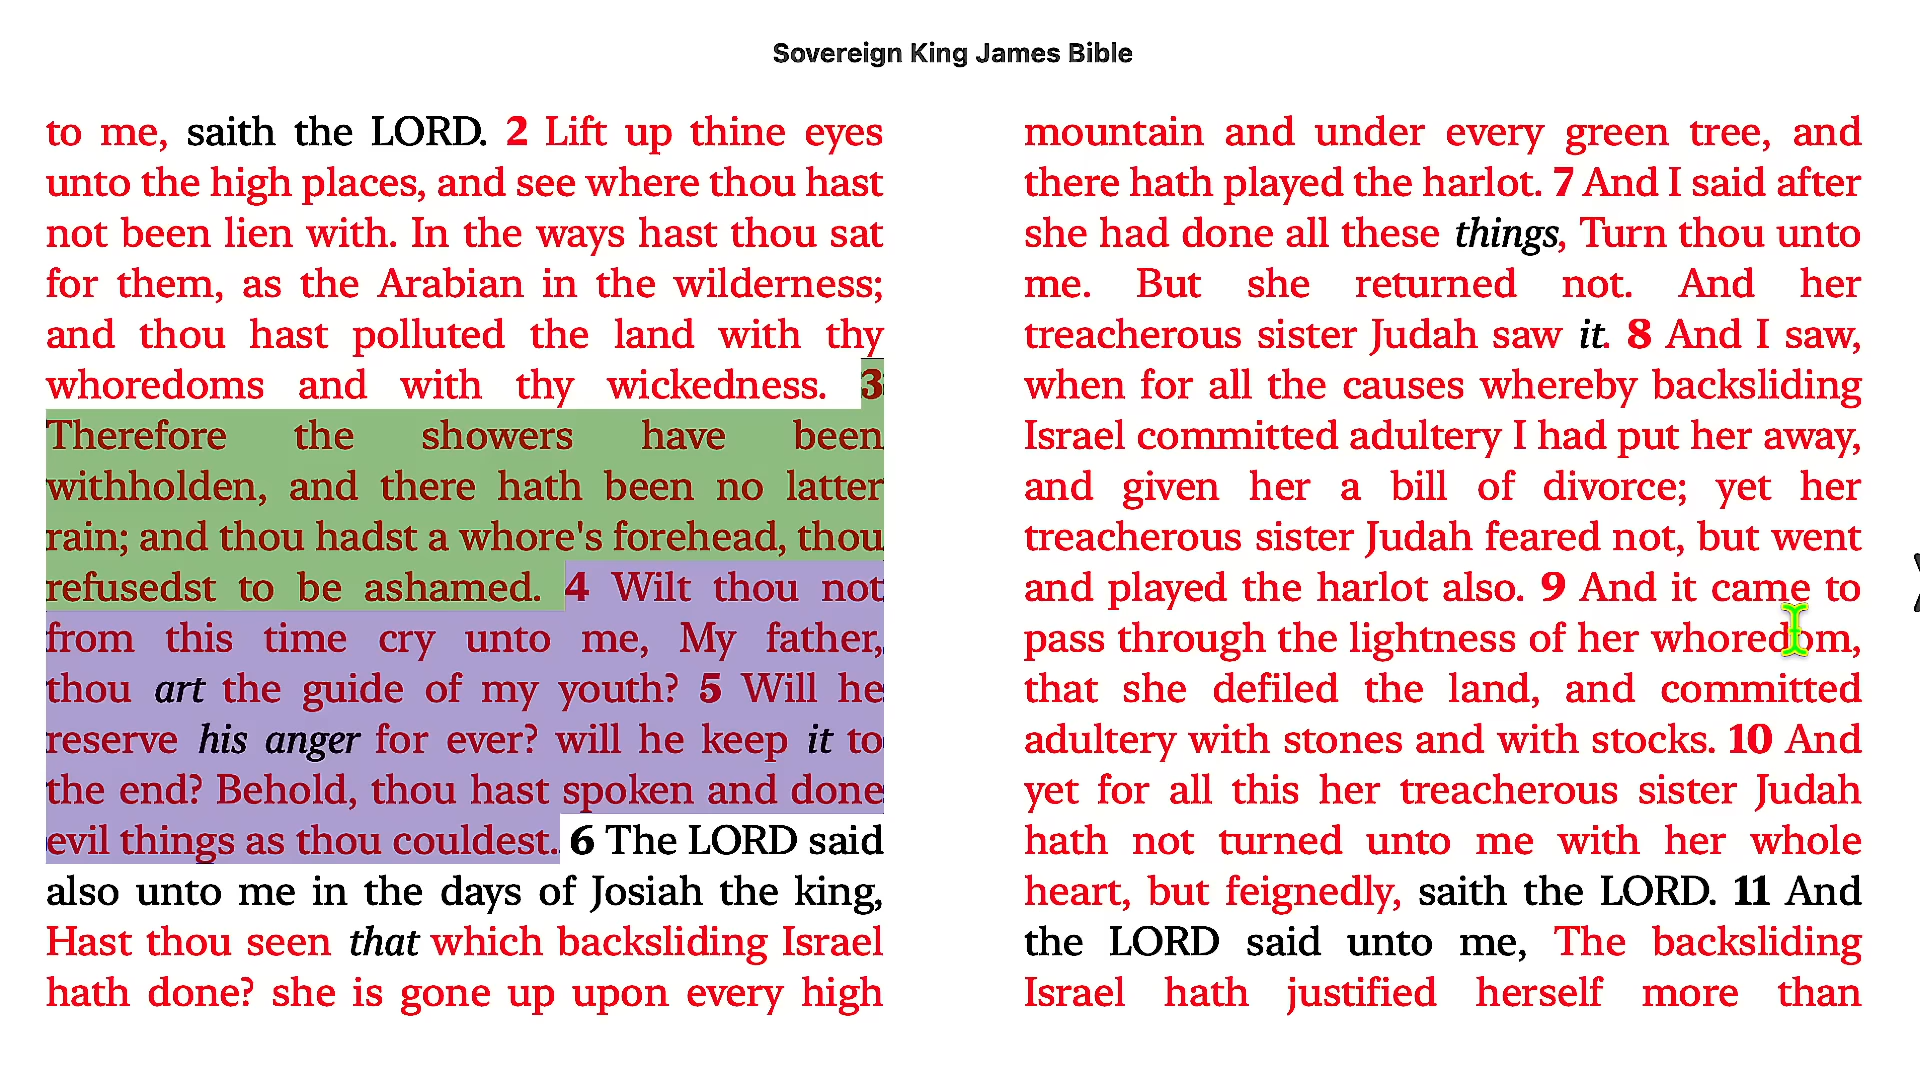 Sovereign King James Bible
to me, saith the LORD. 2 Lift up thine eyes
unto the high places, and see where thou hast
not been lien with. In the ways hast thou sat
for them, as the Arabian in the wilderness;
and thou hast polluted the land with thy
whoredoms and with thy wickedness. 3
Therefore the showers have been
withholden, and there hath been no latter
rain; and thou hadst a whore's forehead, thou
refusedst to be ashamed. 4 Wilt thou not
from this time cry unto me, My father,
thou art the guide of my youth? 5 Will he
reserve his anger for ever? will he keep it to
the end? Behold, thou hast spoken and done
evil things as thou couldest. 6 The LORD said
also unto me in the days of Josiah the king,
Hast thou seen that which backsliding Israel
hath done? she is gone up upon every high
mountain and under every green tree, and
there hath played the harlot. 7 And I said after
she had done all these things, Turn thou unto
me. But she returned not. And her
treacherous sister Judah saw it. 8 And I saw,
when for all the causes whereby backsliding
Israel committed adultery I had put her away,
and given her a bill of divorce; yet her
treacherous sister Judah feared not, but went
and played the harlot also. 9 And it came to
pass through the lightness of her whoredom,
that she defiled the land, and committed
adultery with stones and with stocks. 10 And
yet for all this her treacherous sister Judah
hath not turned unto me with her whole
heart, but feignedly, saith the LORD. 11 And
the LORD said unto me, The backsliding
Israel hath justified herself more than